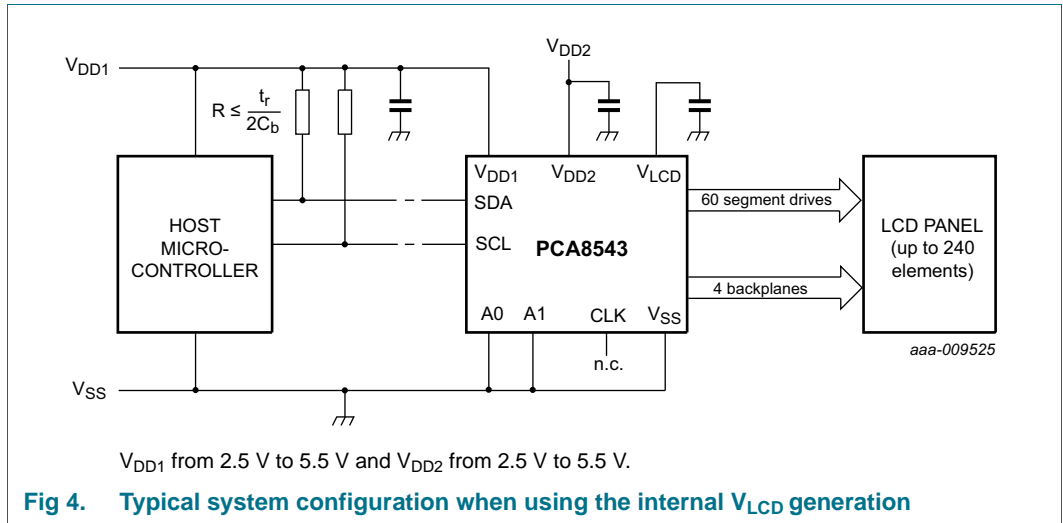 VDD2
VDD1
R ≤ tr
2Cb
VDD1 VDD2 VLCD
SDA
60 segment drives
HOST
MICRO-
CONTROLLER
SCL
PCA8543
LCD PANEL
(up to 240
elements)
4 backplanes
A0 A1 CLK VSS
n.c.
aaa-009525
VSS
VDD1 from 2.5 V to 5.5 V and VDD2 from 2.5 V to 5.5 V.
Fig 4. Typical system configuration when using the internal VLCD generation